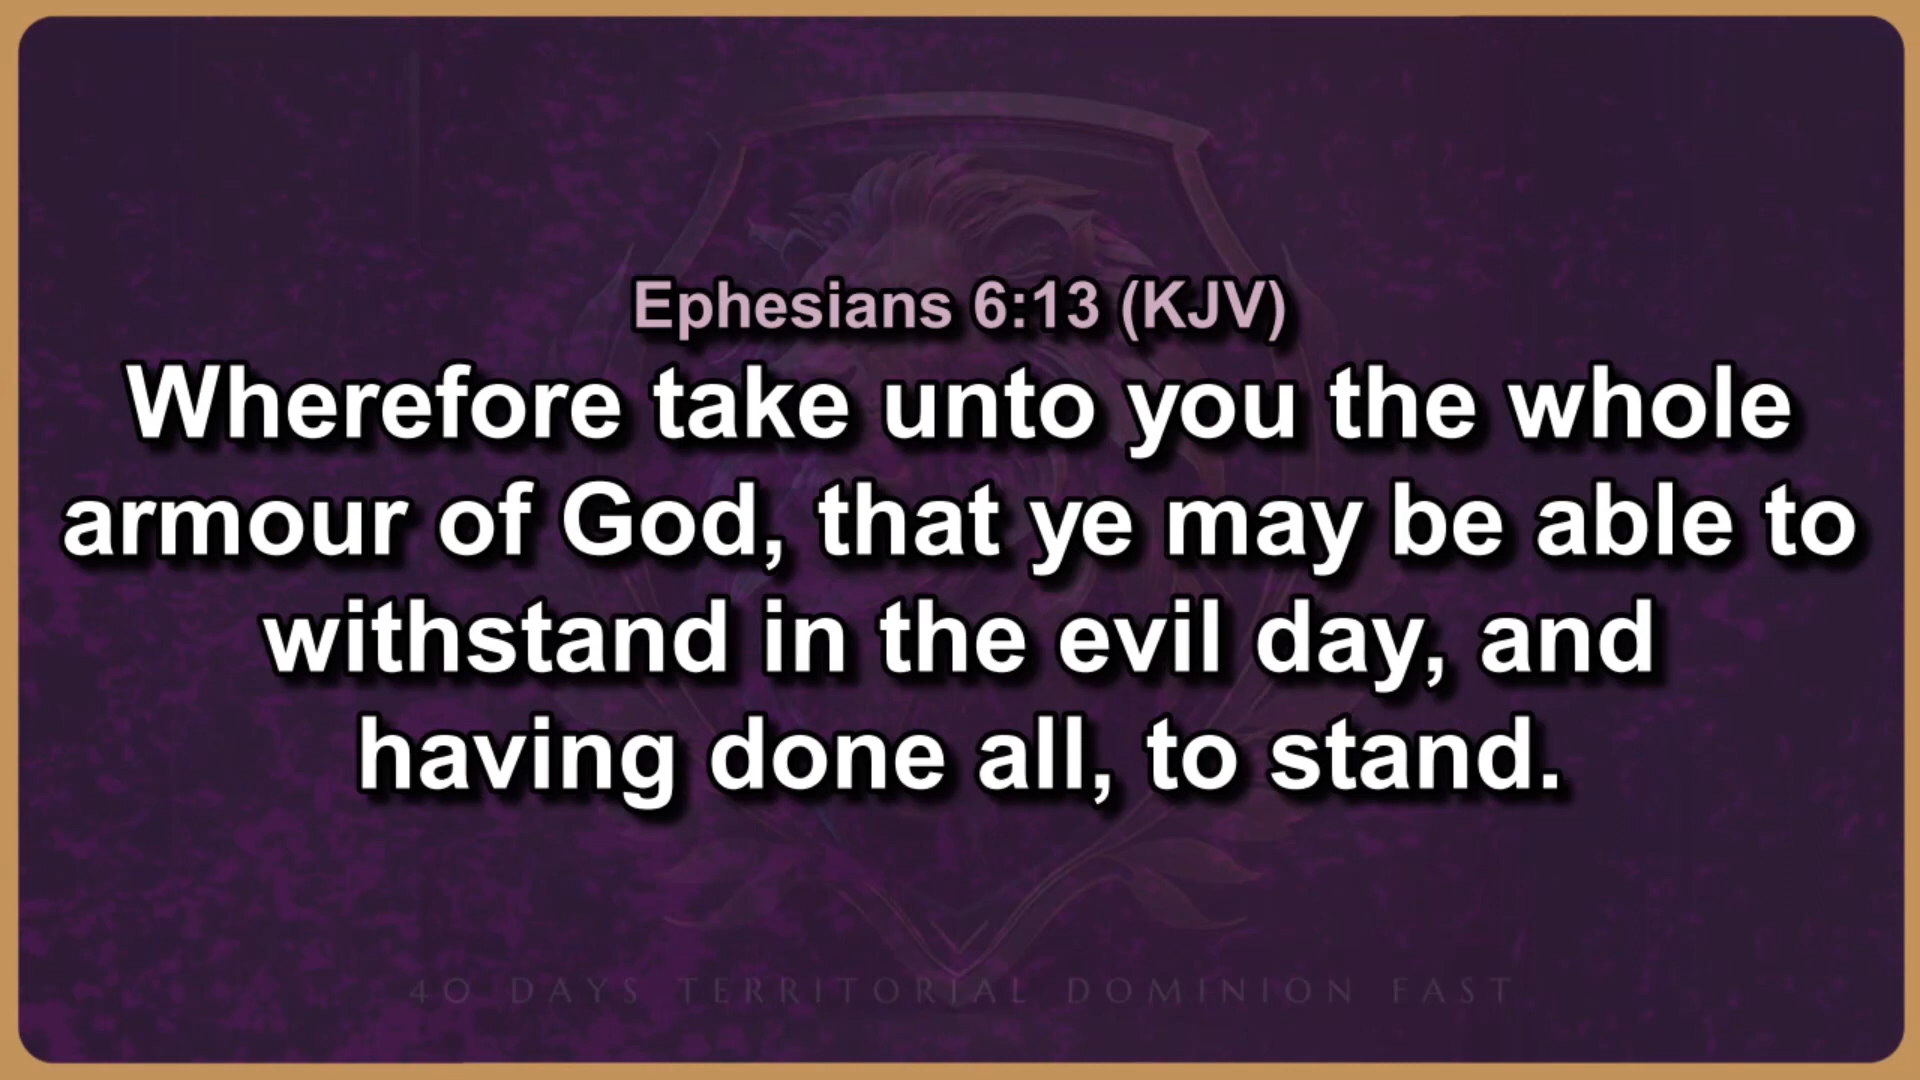 Ephesians 6:13 (KJV)
Wherefore take unto you the whole
armour of God, that ye may be able to
withstand in the evil day, and
having done all, to stand.
40 DAYS TERRITORIAL DOMINION FAST